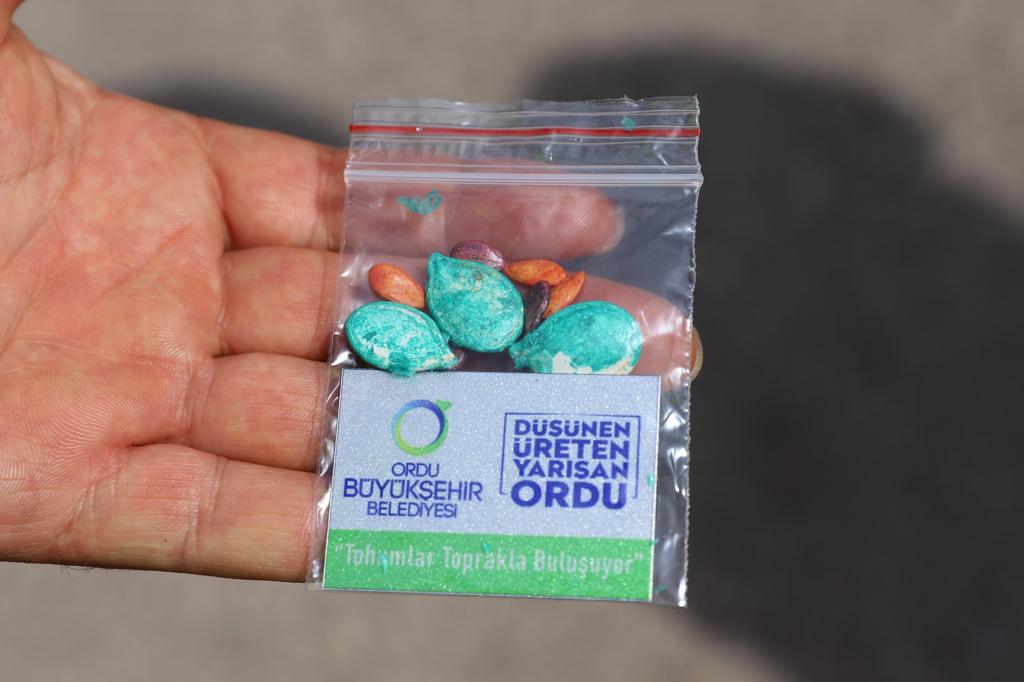 ORDU
BÜYÜKŞEHİR
BELEDİYESİ
DÜŞÜNEN
ÜRETEN
YARIŞAN
ORDU
"Tohumlar Toprakla Buluşuyor"